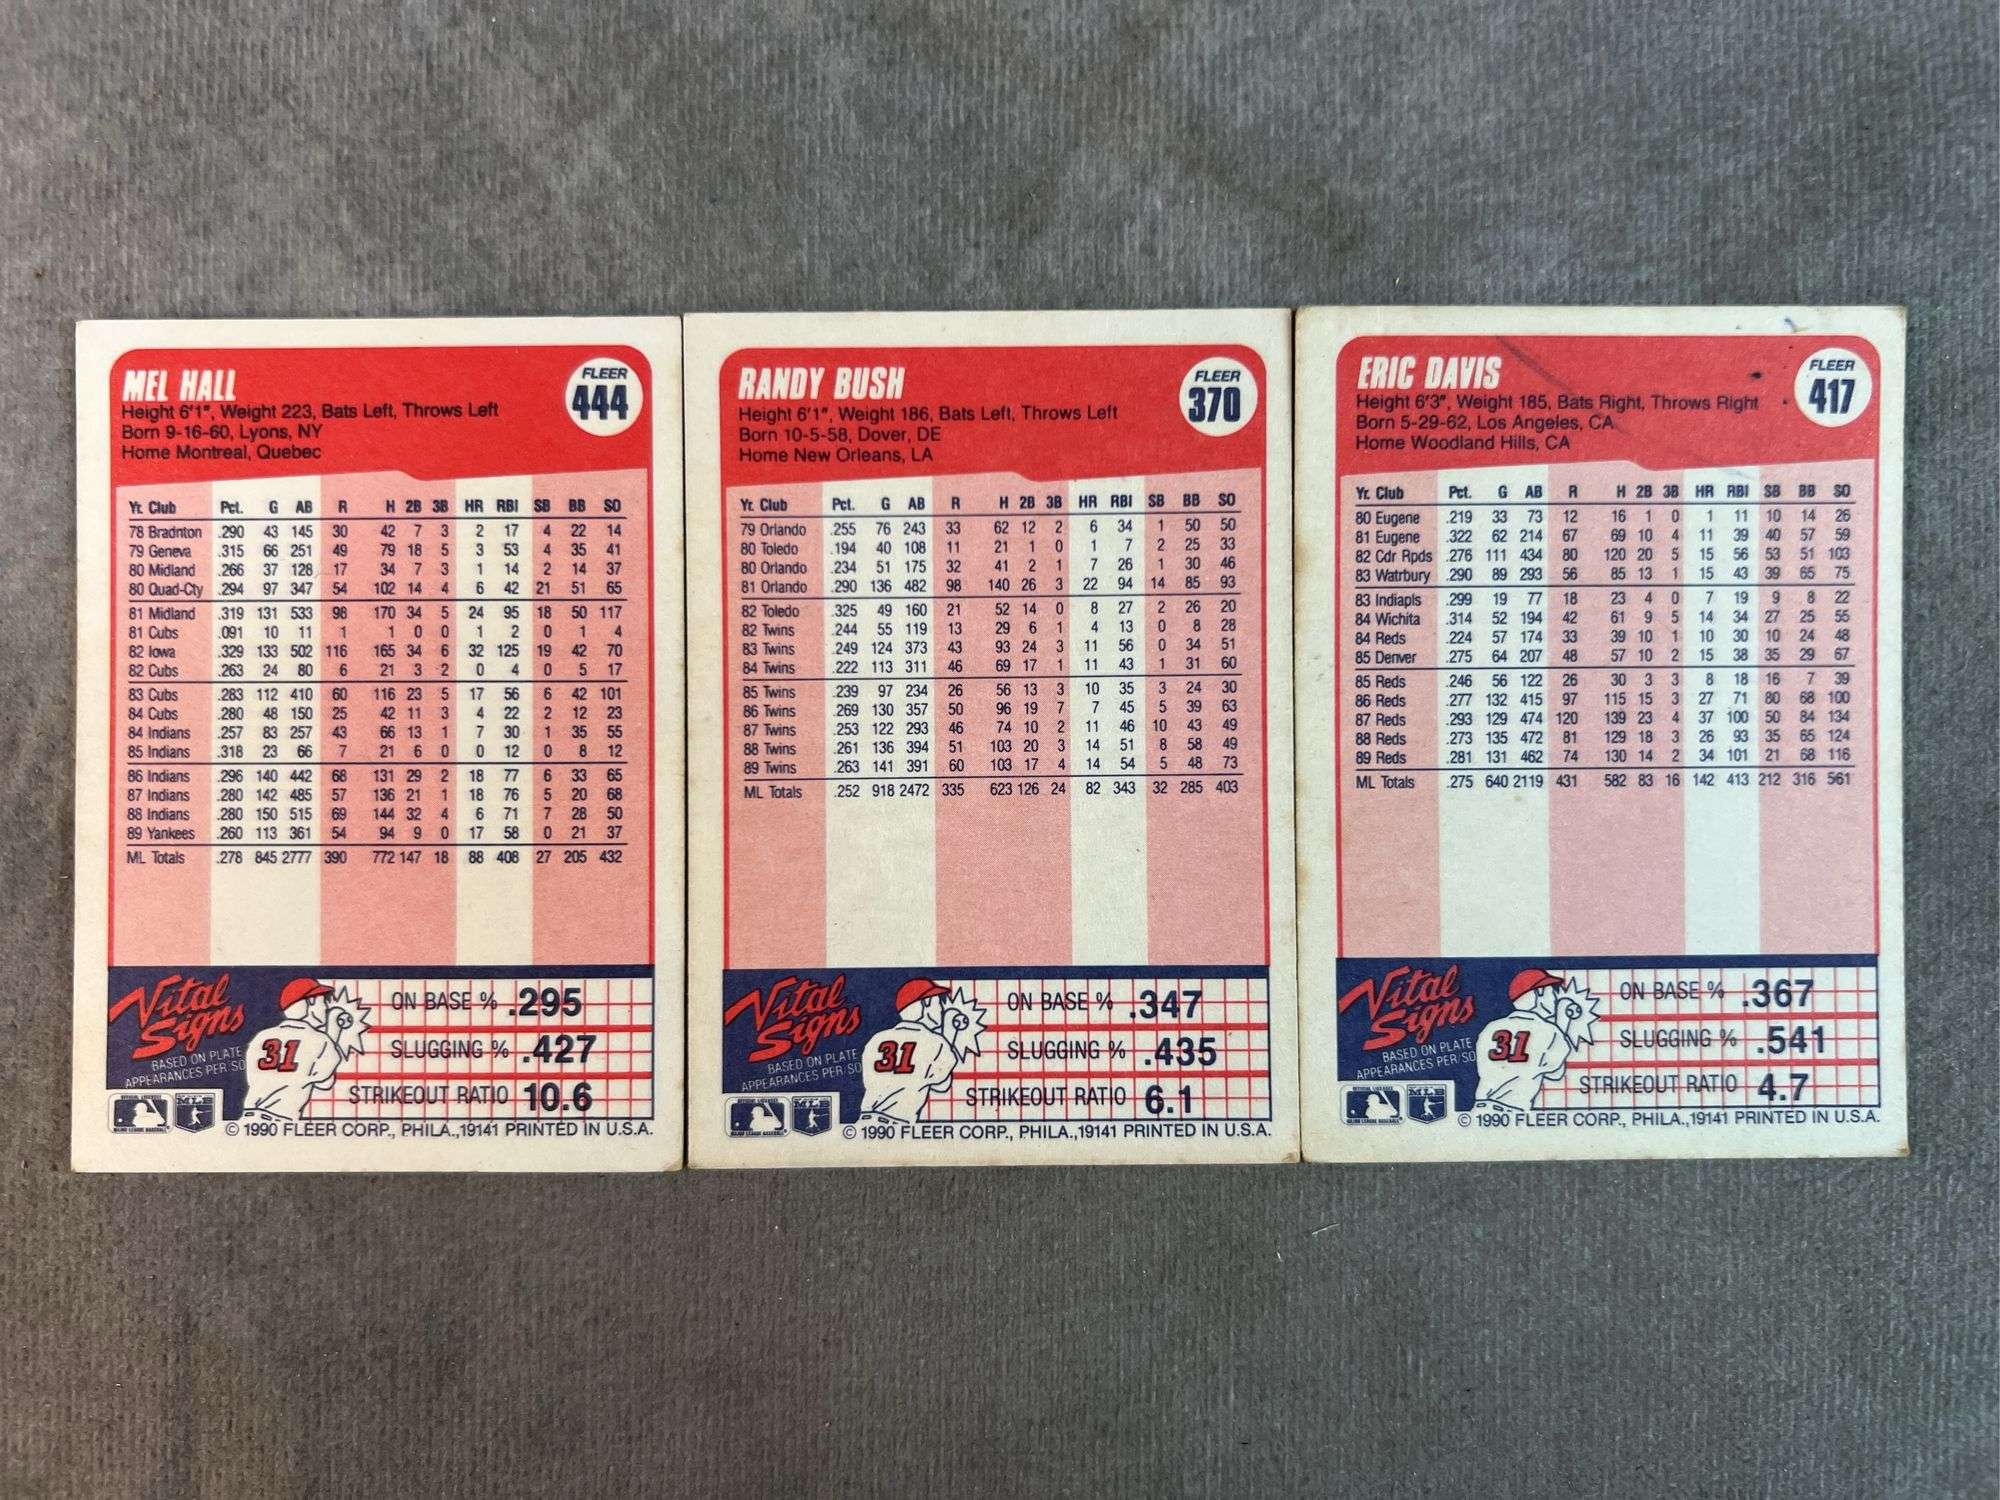 MEL HALL
FLEER
444
Height 6'1", Weight 223, Bats Left, Throws Left
Born 9-16-60, Lyons, NY
Home Montreal, Quebec
Yr. Club Pct. G AB R H 2B 3B HR RBI SB BB SO
78 Bradnton .290 43 145 30 42 7 3 2 17 4 22 14
79 Geneva .315 66 251 49 79 18 5 3 53 4 35 41
80 Midland .266 37 128 17 34 7 3 1 14 2 14 37
80 Quad-Cty .294 97 347 54 102 14 4 6 42 21 51 65
81 Midland .319 131 533 98 170 34 5 24 95 18 50 117
81 Cubs .091 10 11 1 1 0 0 1 2 0 1 4
82 Iowa .329 133 502 116 165 34 6 32 125 19 42 70
82 Cubs .263 24 80 6 21 3 2 0 4 0 5 17
83 Cubs .283 112 410 60 116 23 5 17 56 6 42 101
84 Cubs .280 48 150 25 42 11 3 4 22 2 12 23
84 Indians .257 83 257 43 66 13 1 7 30 1 35 55
85 Indians .318 23 66 7 21 6 0 0 12 0 8 12
86 Indians .296 140 442 68 131 29 2 18 77 6 33 65
87 Indians .280 142 485 57 136 21 1 18 76 5 20 68
88 Indians .280 150 515 69 144 32 4 6 71 7 28 50
89 Yankees .260 113 361 54 94 9 0 17 58 0 21 37
ML Totals .278 845 2777 390 772 147 18 88 408 27 205 432
Vital Signs
BASED ON PLATE
APPEARANCES PER/SO
31
ON BASE % .295
SLUGGING % .427
STRIKEOUT RATIO 10.6
© 1990 FLEER CORP., PHILA.,19141 PRINTED IN U.S.A.
RANDY BUSH
FLEER
370
Height 6'1", Weight 186, Bats Left, Throws Left
Born 10-5-58, Dover, DE
Home New Orleans, LA
Yr. Club Pct. G AB R H 2B 3B HR RBI SB BB SO
79 Orlando .255 76 243 33 62 12 2 6 34 1 50 50
80 Toledo .194 40 108 11 21 1 0 1 7 2 25 33
80 Orlando .234 51 175 32 41 2 1 7 26 1 30 46
81 Orlando .290 136 482 98 140 26 3 22 94 14 85 93
82 Toledo .325 49 160 21 52 14 0 8 27 2 26 20
82 Twins .244 55 119 13 29 6 1 4 13 0 8 28
83 Twins .249 124 373 43 93 24 3 11 56 0 34 51
84 Twins .222 113 311 46 69 17 1 11 43 1 31 60
85 Twins .239 97 234 26 56 13 3 10 35 3 24 30
86 Twins .269 130 357 50 96 19 7 7 45 5 39 63
87 Twins .253 122 293 46 74 10 2 11 46 10 43 49
88 Twins .261 136 394 51 103 20 3 14 51 8 58 49
89 Twins .263 141 391 60 103 17 4 14 54 5 48 73
ML Totals .252 918 2472 335 623 126 24 82 343 32 285 403
Vital Signs
BASED ON PLATE
APPEARANCES PER/SO
31
ON BASE % .347
SLUGGING % .435
STRIKEOUT RATIO 6.1
© 1990 FLEER CORP., PHILA.,19141 PRINTED IN U.S.A.
ERIC DAVIS
FLEER
417
Height 6'3", Weight 185, Bats Right, Throws Right
Born 5-29-62, Los Angeles, CA
Home Woodland Hills, CA
Yr. Club Pct. G AB R H 2B 3B HR RBI SB BB SO
80 Eugene .219 33 73 12 16 1 0 1 11 10 14 26
81 Eugene .322 62 214 67 69 10 4 11 39 40 57 59
82 Cdr Rpds .276 111 434 80 120 20 5 15 56 53 51 103
83 Watrbury .290 89 293 56 85 13 1 15 43 39 65 75
83 Indiapls .299 19 77 18 23 4 0 7 19 9 8 22
84 Wichita .314 52 194 42 61 9 5 14 34 27 25 55
84 Reds .224 57 174 33 39 10 1 10 30 10 24 48
85 Denver .275 64 207 48 57 10 2 15 38 35 29 67
85 Reds .246 56 122 26 30 3 3 8 18 16 7 39
86 Reds .277 132 415 97 115 15 3 27 71 80 68 100
87 Reds .293 129 474 120 139 23 4 37 100 50 84 134
88 Reds .273 135 472 81 129 18 3 26 93 35 65 124
89 Reds .281 131 462 74 130 14 2 34 101 21 68 116
ML Totals .275 640 2119 431 582 83 16 142 413 212 316 561
Vital Signs
BASED ON PLATE
APPEARANCES PER/SO
31
ON BASE % .367
SLUGGING % .541
STRIKEOUT RATIO 4.7
© 1990 FLEER CORP., PHILA.,19141 PRINTED IN U.S.A.